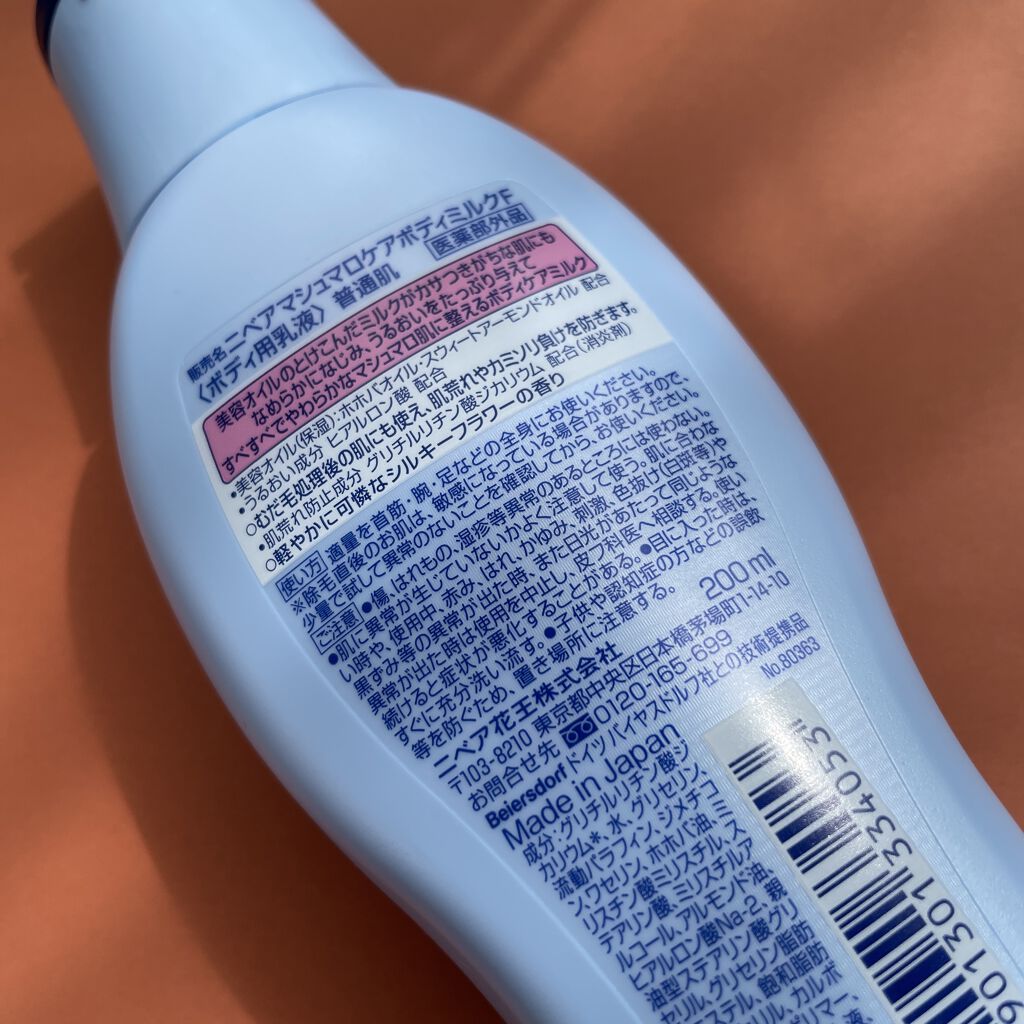 販売名 ニベアマシュマロケアボディミルクF
〈ボディ用乳液〉 普通肌 医薬部外品
美容オイルのとけこんだミルクがカサつきがちな肌にも
なめらかになじみ、うるおいをたっぷり与えて
すべすべでやわらかなマシュマロ肌に整えるボディケアミルク
•美容オイル(保湿):ホホバオイル・スウィートアーモンドオイル 配合
•うるおい成分 ヒアルロン酸 配合
○むだ毛処理後の肌にも使え、肌荒れやカミソリ負けを防ぎます。
•肌荒れ防止成分 グリチルリチン酸ジカリウム 配合(消炎剤)
○軽やかに可憐なシルキーフラワーの香り
使い方 適量を首筋、腕、足などの全身にお使いください。
※除毛直後のお肌は、敏感になっている場合がありますので、
少量で試して異常のないことを確認してから、お使いください。
ご注意 ●傷、はれもの、湿疹等異常のあるところには使わない。
●肌に異常が生じていないかよく注意して使う。肌に合わな
い時や、使用中、赤み、はれ、かゆみ、刺激、色抜け(白斑等)や
黒ずみ等の異常が出た時、また日光があたって同じような
異常が出た時は使用を中止し、皮フ科医へ相談する。使い
続けると症状が悪化することがある。●目に入った時は、
すぐに充分洗い流す。●子供や認知症の方などの誤飲
等を防ぐため、置き場所に注意する。 200ml
ニベア花王株式会社
〒103-8210 東京都中央区日本橋茅場町1-14-10
お問合せ先 0120-165-699
Beiersdorf ドイツバイヤスドルフ社との技術提携品
Made in Japan No.80363
成分:グリチルリチン酸ジ
カリウム*、水、グリセリン、
流動パラフィン、ジメチコ
ン、ワセリン、ホホバ油、ミ
リスチン酸ミリスチル、ス
テアリン酸、ミリスチルア
ルコール、アルモンド油、
ヒアルロン酸Na-2、親
油型ステアリン酸グリ
セリル、グリセリン脂肪
ステル、飽和脂肪
リル、カルボ
リマー、
901301 334053